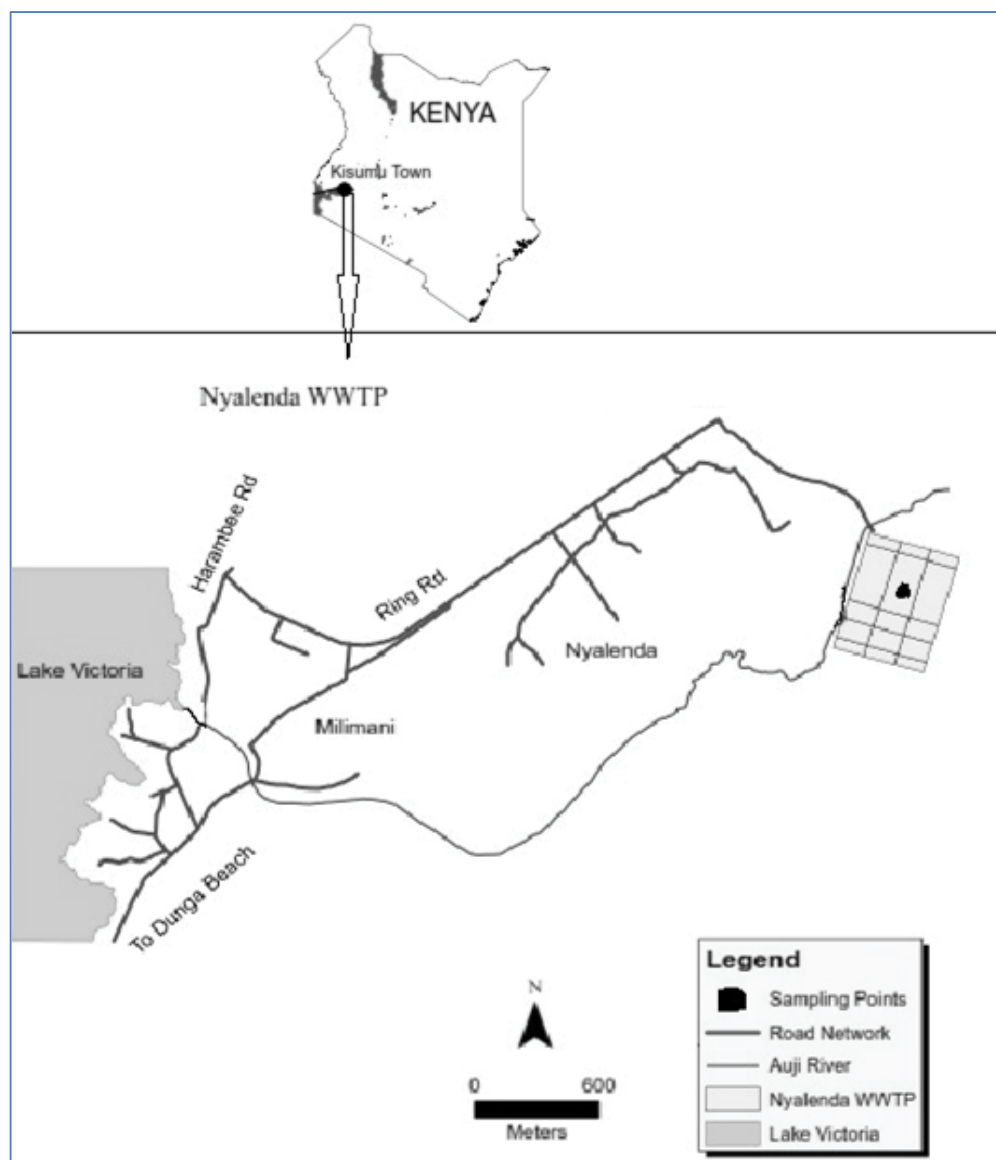 KENYA
Kisumu Town
Nyalenda WWTP
Harambee Rd
Ring Rd
Lake Victoria
Nyalenda
Milimani
To Dunga Beach
N
0 600
Meters
Legend
Sampling Points
Road Network
Auji River
Nyalenda WWTP
Lake Victoria